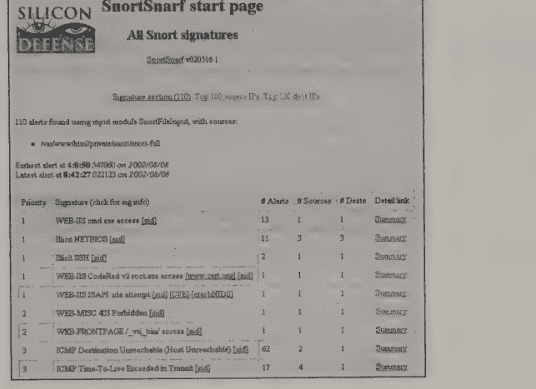 SILICON
DEFENSE
SnortSnarf start page
All Snort signatures
SnortSnarf v020316.1
Signature section (110) Top 100 source IPs Top 100 dest IPs
110 alerts found using input module SnortFileInput, with sources:
Earliest alert at 4:8:50 547060 on 2002/08/08
Latest alert at 8:42:27 022123 on 2002/08/08
Priority Signature (click for sig info) # Alerts # Sources # Dests Detail link
1 WEB-IIS cmd.exe access [sid] 13 1 1 Summary
1 Illicit NETBIOS [sid] 11 3 5 Summary
1 Illicit SSH [sid] 2 1 1 Summary
1 WEB-IIS CodeRed v2 root.exe access [www.cert.org] [sid] 1 1 1 Summary
1 WEB-IIS ISAPI .ida attempt [sid] [CVE] [arachNIDS] 1 1 1 Summary
2 WEB-MISC 403 Forbidden [sid] 1 1 1 Summary
2 WEB-FRONTPAGE /_vti_bin/ access [sid] 1 1 1 Summary
3 ICMP Destination Unreachable (Host Unreachable) [sid] 62 2 1 Summary
3 ICMP Time-To-Live Exceeded in Transit [sid] 17 4 1 Summary